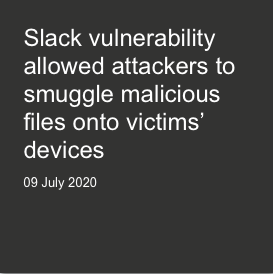 Slack vulnerability
allowed attackers to
smuggle malicious
files onto victims’
devices
09 July 2020